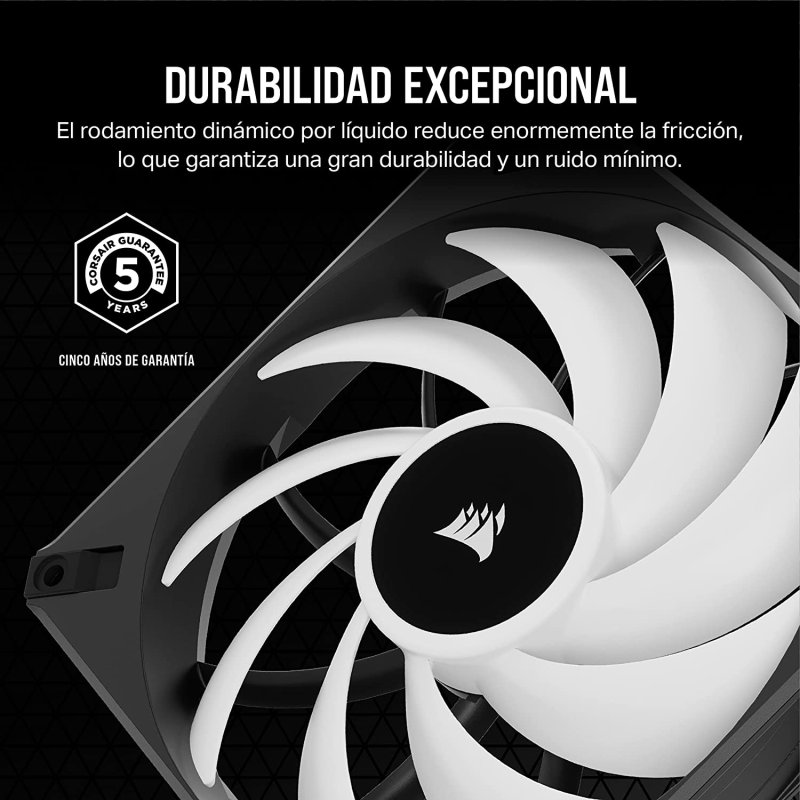 DURABILIDAD EXCEPCIONAL
El rodamiento dinámico por líquido reduce enormemente la fricción,
lo que garantiza una gran durabilidad y un ruido mínimo.
CORSAIR GUARANTEE
5
YEARS
CINCO AÑOS DE GARANTÍA